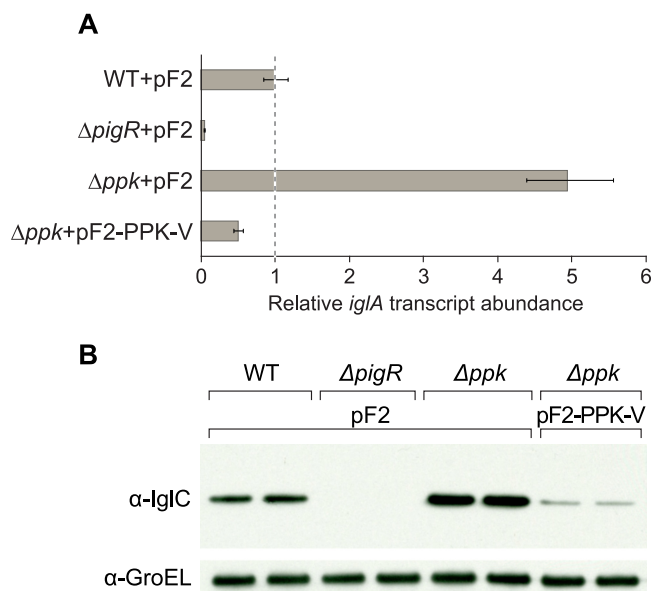 A
WT+pF2
ΔpigR+pF2
Δppk+pF2
Δppk+pF2-PPK-V
0 1 2 3 4 5 6
Relative iglA transcript abundance
B
WT ΔpigR Δppk Δppk
pF2 pF2-PPK-V
α-IglC
α-GroEL